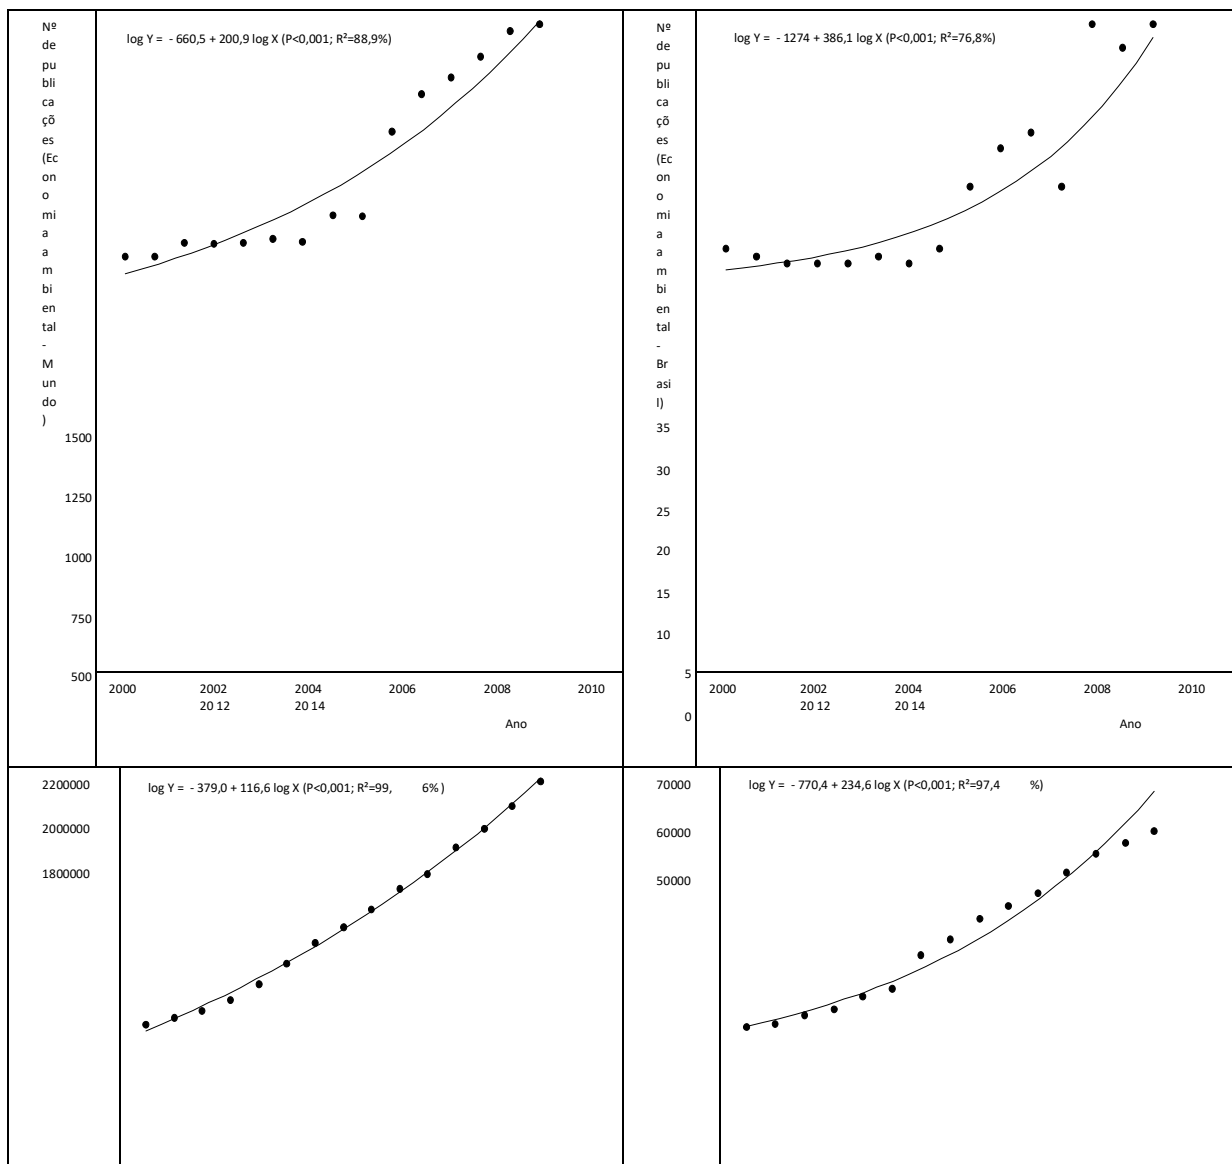 Nº
de
pu
bli
ca
çõ
es
(Ec
on
o
mi
a
a
m
bi
en
tal
-
M
un
do
)
1500
1250
1000
750
500
log Y = - 660,5 + 200,9 log X (P<0,001; R²=88,9%)
2000 2002 2004 2006 2008 2010
20 12 20 14
Ano
Nº
de
pu
bli
ca
çõ
es
(Ec
on
o
mi
a
a
m
bi
en
tal
-
Br
asi
l)
35
30
25
20
15
10
5
0
log Y = - 1274 + 386,1 log X (P<0,001; R²=76,8%)
2000 2002 2004 2006 2008 2010
20 12 20 14
Ano
2200000
2000000
1800000
log Y = - 379,0 + 116,6 log X (P<0,001; R²=99, 6% )
70000
60000
50000
log Y = - 770,4 + 234,6 log X (P<0,001; R²=97,4 %)